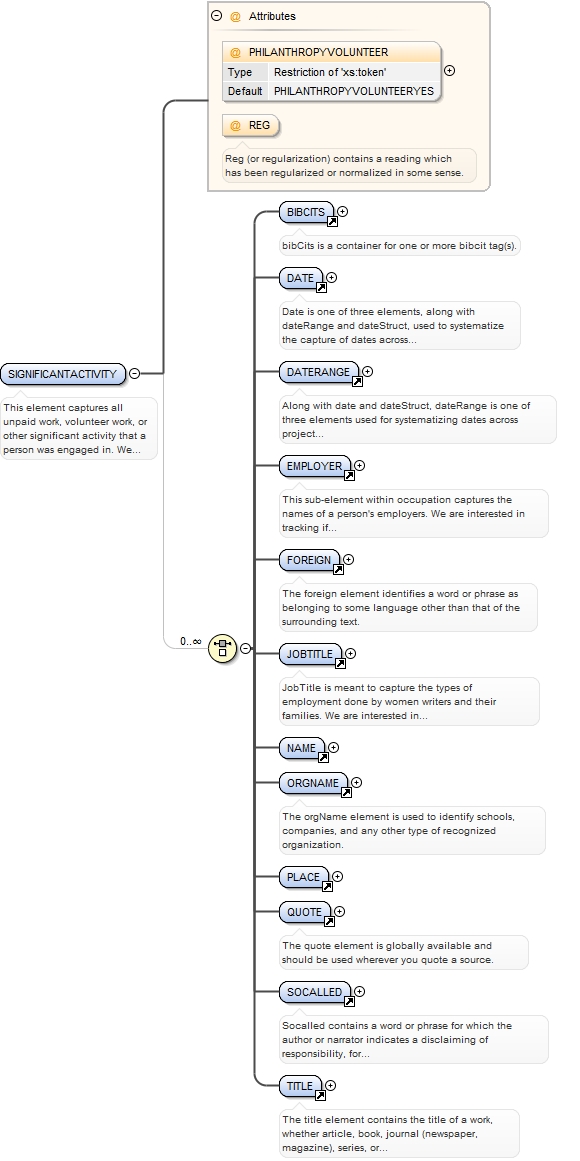 @ Attributes
@ PHILANTHROPYVOLUNTEER
Type Restriction of 'xs:token'
Default PHILANTHROPYVOLUNTEERYES
@ REG
Reg (or regularization) contains a reading which
has been regularized or normalized in some sense.
BIBCITS
bibCits is a container for one or more bibcit tag(s).
DATE
Date is one of three elements, along with
dateRange and dateStruct, used to systematize
the capture of dates across...
DATERANGE
Along with date and dateStruct, dateRange is one of
three elements used for systematizing dates across
project...
SIGNIFICANTACTIVITY
This element captures all
unpaid work, volunteer work, or
other significant activity that a
person was engaged in. We...
EMPLOYER
This sub-element within occupation captures the
names of a person's employers. We are interested in
tracking if...
FOREIGN
The foreign element identifies a word or phrase as
belonging to some language other than that of the
surrounding text.
0..∞
JOBTITLE
JobTitle is meant to capture the types of
employment done by women writers and their
families. We are interested in...
NAME
ORGNAME
The orgName element is used to identify schools,
companies, and any other type of recognized
organization.
PLACE
QUOTE
The quote element is globally available and
should be used wherever you quote a source.
SOCALLED
Socalled contains a word or phrase for which the
author or narrator indicates a disclaiming of
responsibility, for...
TITLE
The title element contains the title of a work,
whether article, book, journal (newspaper,
magazine), series, or...